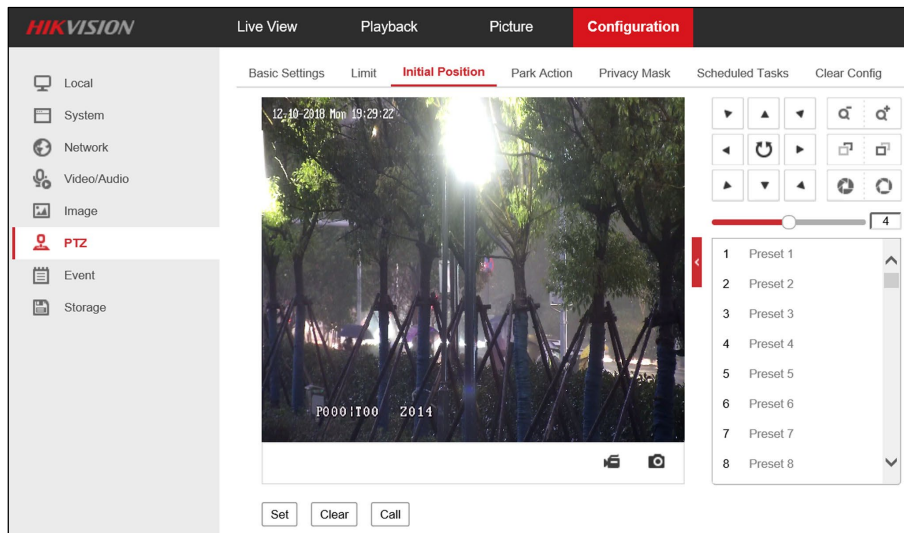 HIKVISION
Live View Playback Picture Configuration
Local
System
Network
Video/Audio
Image
PTZ
Event
Storage
Basic Settings Limit Initial Position Park Action Privacy Mask Scheduled Tasks Clear Config
12-10-2018 Mon 19:29:22
P000 T00 Z014
4
1 Preset 1
2 Preset 2
3 Preset 3
4 Preset 4
5 Preset 5
6 Preset 6
7 Preset 7
8 Preset 8
Set Clear Call